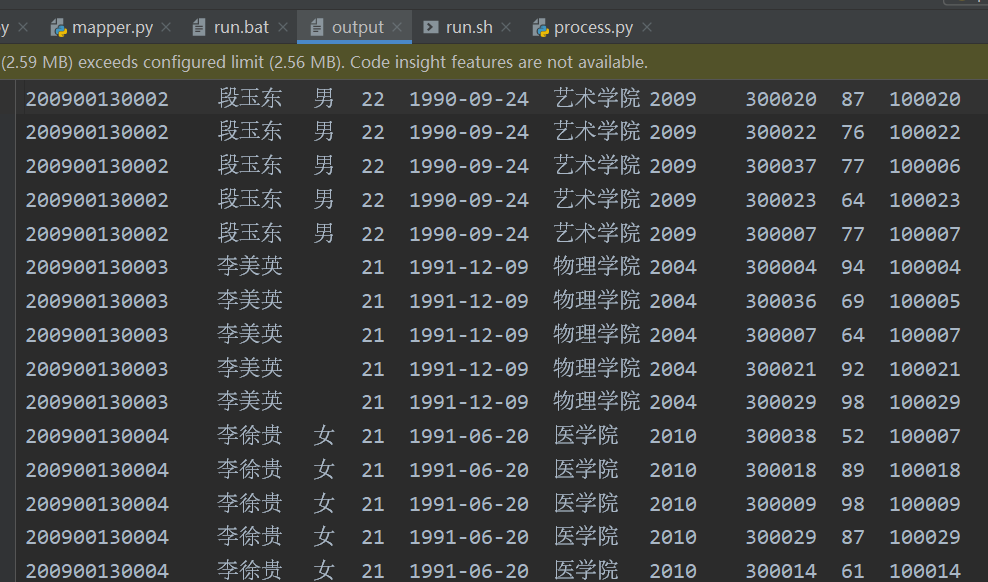 y mapper.py run.bat output run.sh process.py
(2.59 MB) exceeds configured limit (2.56 MB). Code insight features are not available.
200900130002 段玉东 男 22 1990-09-24 艺术学院 2009 300020 87 100020
200900130002 段玉东 男 22 1990-09-24 艺术学院 2009 300022 76 100022
200900130002 段玉东 男 22 1990-09-24 艺术学院 2009 300037 77 100006
200900130002 段玉东 男 22 1990-09-24 艺术学院 2009 300023 64 100023
200900130002 段玉东 男 22 1990-09-24 艺术学院 2009 300007 77 100007
200900130003 李美英 21 1991-12-09 物理学院 2004 300004 94 100004
200900130003 李美英 21 1991-12-09 物理学院 2004 300036 69 100005
200900130003 李美英 21 1991-12-09 物理学院 2004 300007 64 100007
200900130003 李美英 21 1991-12-09 物理学院 2004 300021 92 100021
200900130003 李美英 21 1991-12-09 物理学院 2004 300029 98 100029
200900130004 李徐贵 女 21 1991-06-20 医学院 2010 300038 52 100007
200900130004 李徐贵 女 21 1991-06-20 医学院 2010 300018 89 100018
200900130004 李徐贵 女 21 1991-06-20 医学院 2010 300009 98 100009
200900130004 李徐贵 女 21 1991-06-20 医学院 2010 300029 87 100029
200900130004 李徐贵 女 21 1991-06-20 医学院 2010 300014 61 100014